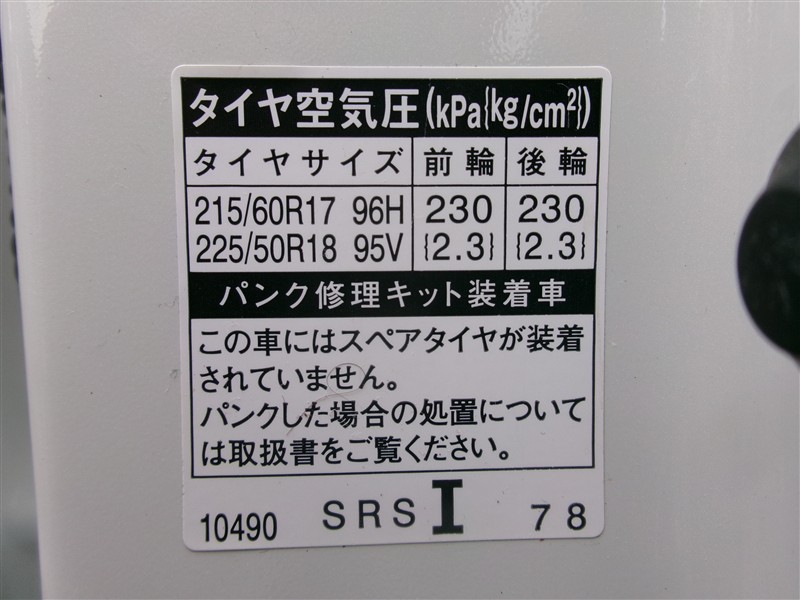 タイヤ空気圧(kPa{kg/cm²})
タイヤサイズ 前輪 後輪
215/60R17 96H 230 230
225/50R18 95V {2.3} {2.3}
パンク修理キット装着車
この車にはスペアタイヤが装着
されていません。
パンクした場合の処置について
は取扱書をご覧ください。
10490 SRS I 78